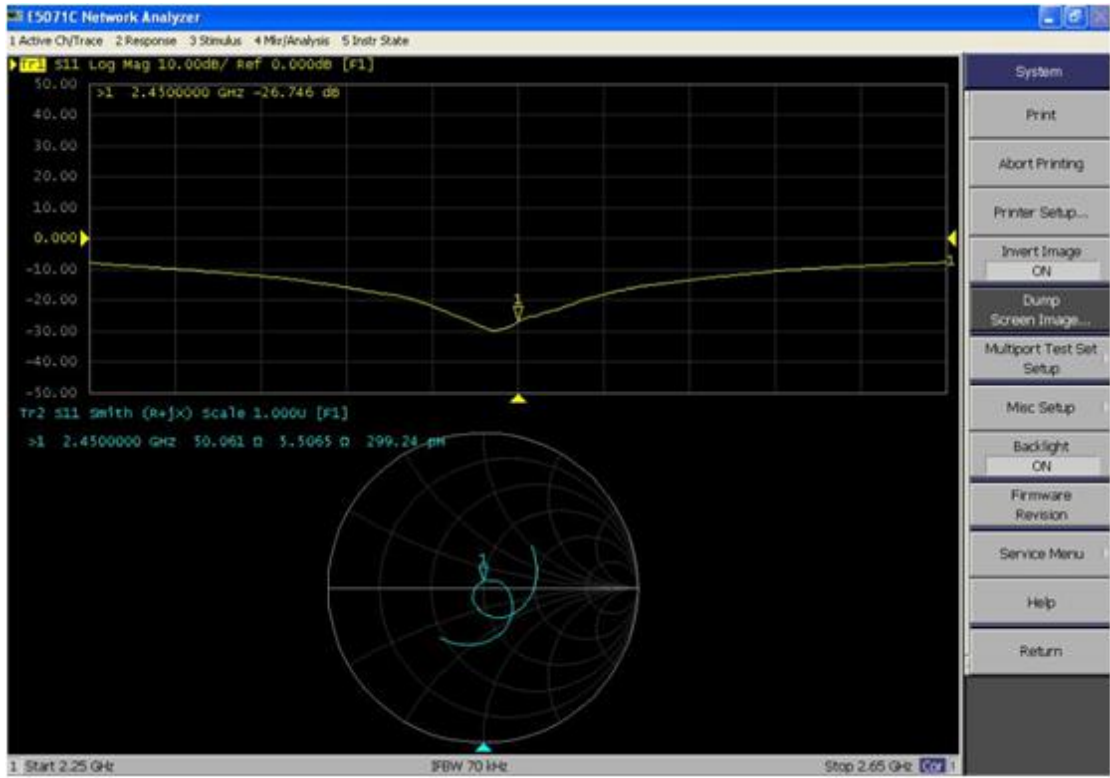 E5071C Network Analyzer
1 Active Ch/Trace 2 Response 3 Stimulus 4 Mkr/Analysis 5 Instr State
Tr1 S11 Log Mag 10.00dB/ Ref 0.000dB [F1]
50.00
>1 2.4500000 GHz -26.746 dB
40.00
30.00
20.00
10.00
0.000
-10.00
-20.00
-30.00
-40.00
-50.00
1
1
Tr2 S11 Smith (R+jX) Scale 1.000U [F1]
>1 2.4500000 GHz 50.061 Ω 5.5065 Ω 299.24 pH
1
1 Start 2.25 GHz
IFBW 70 kHz
Stop 2.65 GHz Cor !
System
Print
Abort Printing
Printer Setup...
Invert Image
ON
Dump
Screen Image...
Multiport Test Set
Setup
Misc Setup
Backlight
ON
Firmware
Revision
Service Menu
Help
Return